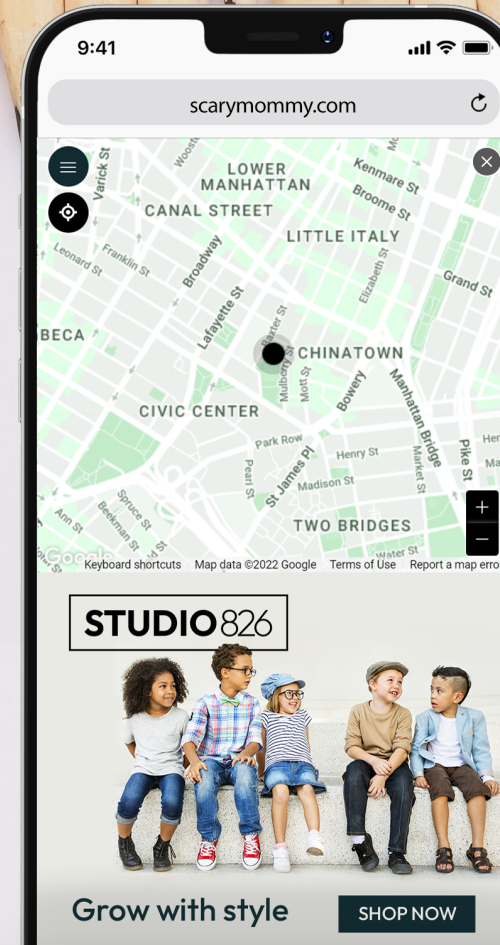 9:41
scarymommy.com
Wooster
Varick St
LOWER
MANHATTAN
Kenmare St
Broome St
CANAL STREET
LITTLE ITALY
Leonard St
Franklin St
Broadway
Elizabeth St
Grand St
Lafayette St
Baxter St
BECA
CHINATOWN
Mulberry St
Mott St
Bowery
Manhattan Bridge
CIVIC CENTER
Park Row
Henry St
Pike St
Pearl St
St James Pl
Madison St
Market St
Ann St
Beekman St
Spruce St
TWO BRIDGES
Water St
Google
Keyboard shortcuts Map data ©2022 Google Terms of Use Report a map erro
STUDIO826
Grow with style
SHOP NOW